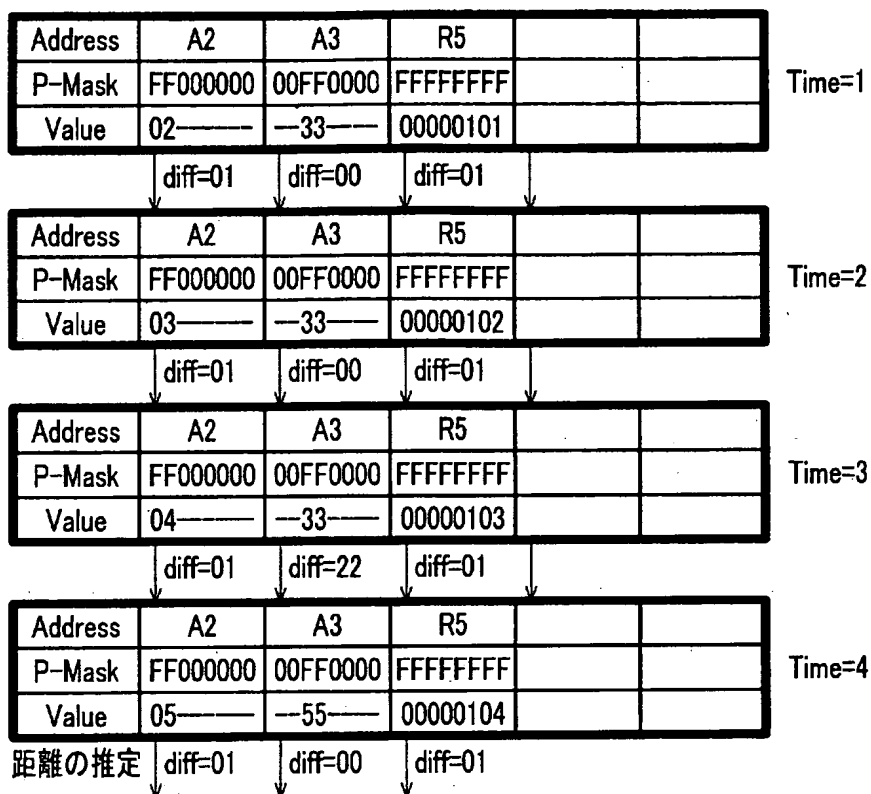 Address A2 A3 R5
P-Mask FF000000 00FF0000 FFFFFFFF Time=1
Value 02------ --33---- 00000101
diff=01 diff=00 diff=01
Address A2 A3 R5
P-Mask FF000000 00FF0000 FFFFFFFF Time=2
Value 03------ --33---- 00000102
diff=01 diff=00 diff=01
Address A2 A3 R5
P-Mask FF000000 00FF0000 FFFFFFFF Time=3
Value 04------ --33---- 00000103
diff=01 diff=22 diff=01
Address A2 A3 R5
P-Mask FF000000 00FF0000 FFFFFFFF Time=4
Value 05------ --55---- 00000104
距離の推定 diff=01 diff=00 diff=01